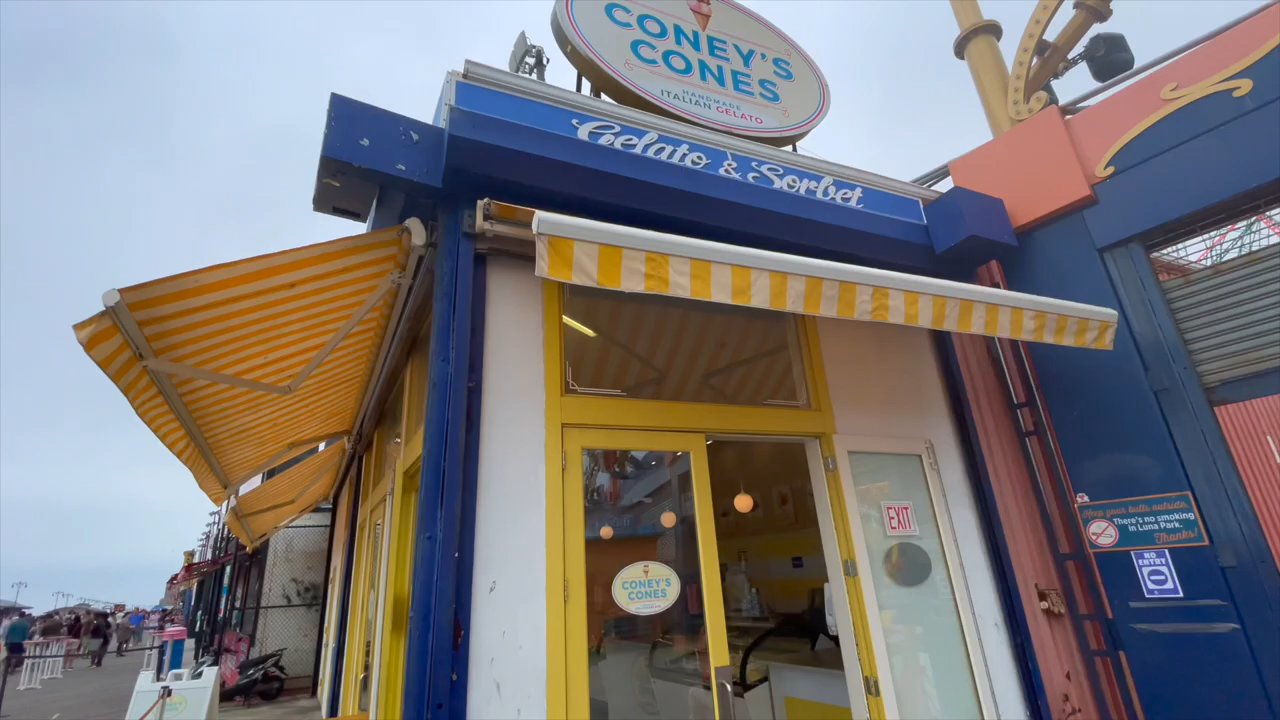 CONEY'S
CONES
HANDMADE
ITALIAN GELATO
Gelato & Sorbet
CONEY'S
CONES
EXIT
Keep your butts outside.
There's no smoking
in Luna Park.
Thanks!
NO
ENTRY